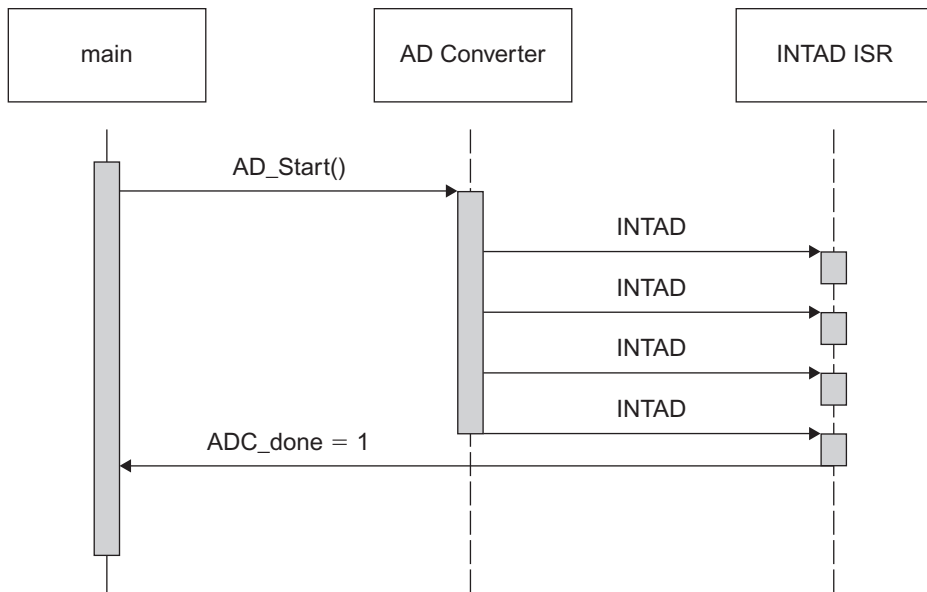 main
AD Converter
INTAD ISR
AD_Start()
INTAD
INTAD
INTAD
INTAD
ADC_done = 1